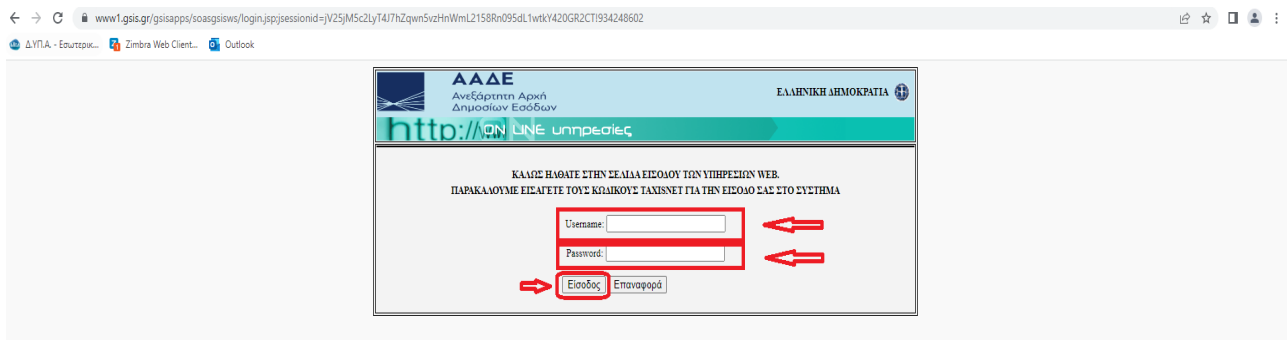 www1.gsis.gr/gsisapps/soasgsisws/login.jsp;jsessionid=jV25jM5c2LyT4J7hZqwn5vzHnWmL2158Rn095dL1wtkY420GR2CTl934248602
Δ.ΥΠ.Α. - Εσωτερικ... Zimbra Web Client... Outlook
ΑΑΔΕ
Ανεξάρτητη Αρχή
Δημοσίων Εσόδων
ΕΛΛΗΝΙΚΗ ΔΗΜΟΚΡΑΤΙΑ
http:// ON LINE υπηρεσίες
ΚΑΛΩΣ ΗΛΘΑΤΕ ΣΤΗΝ ΣΕΛΙΔΑ ΕΙΣΟΔΟΥ ΤΩΝ ΥΠΗΡΕΣΙΩΝ WEB.
ΠΑΡΑΚΑΛΟΥΜΕ ΕΙΣΑΓΕΤΕ ΤΟΥΣ ΚΩΔΙΚΟΥΣ TAXISNET ΓΙΑ ΤΗΝ ΕΙΣΟΔΟ ΣΑΣ ΣΤΟ ΣΥΣΤΗΜΑ
Username:
Password:
Είσοδος Επαναφορά